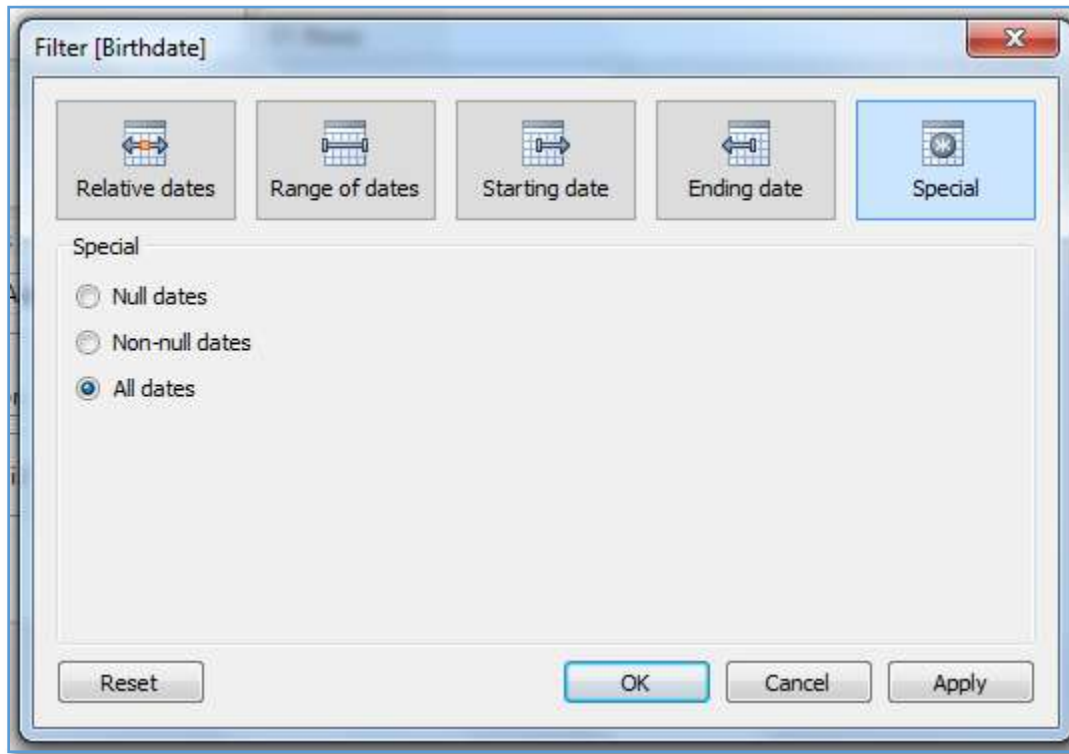 Filter [Birthdate]
Relative dates
Range of dates
Starting date
Ending date
Special
Special
Null dates
Non-null dates
All dates
Reset
OK
Cancel
Apply